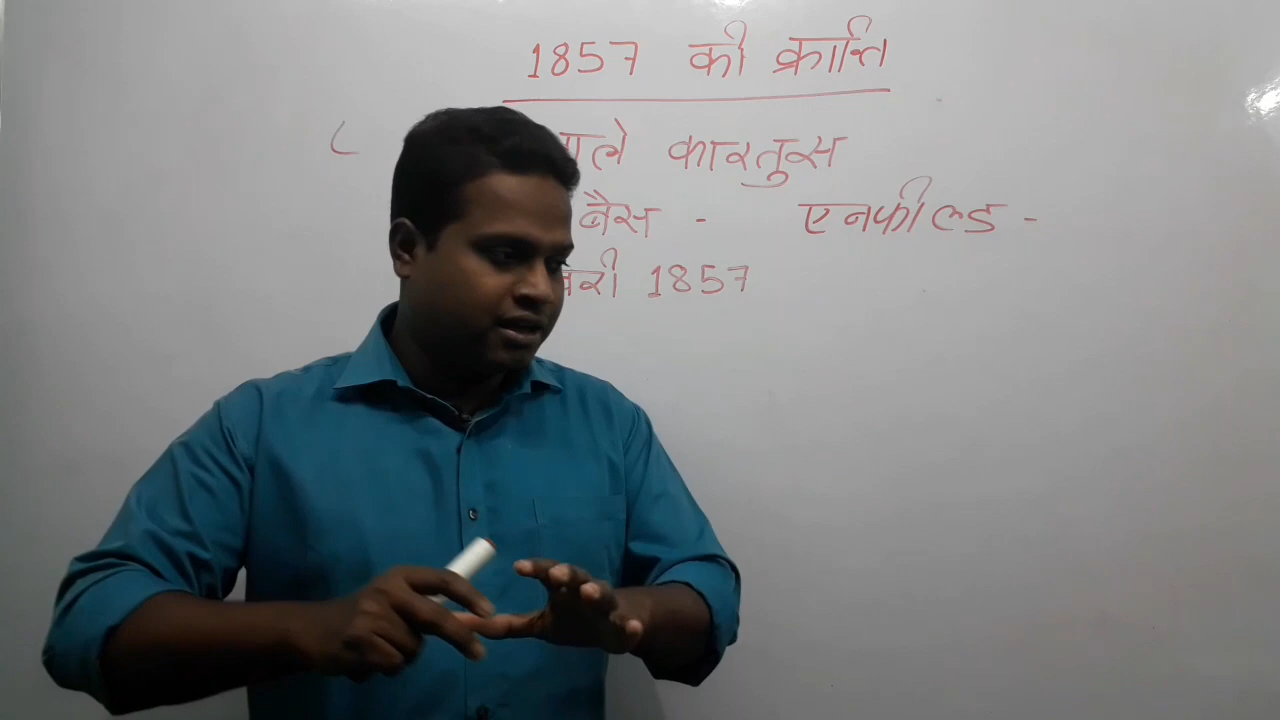 1857 की क्रान्ति
कारतुस
बैस - एनफील्ड -
1857